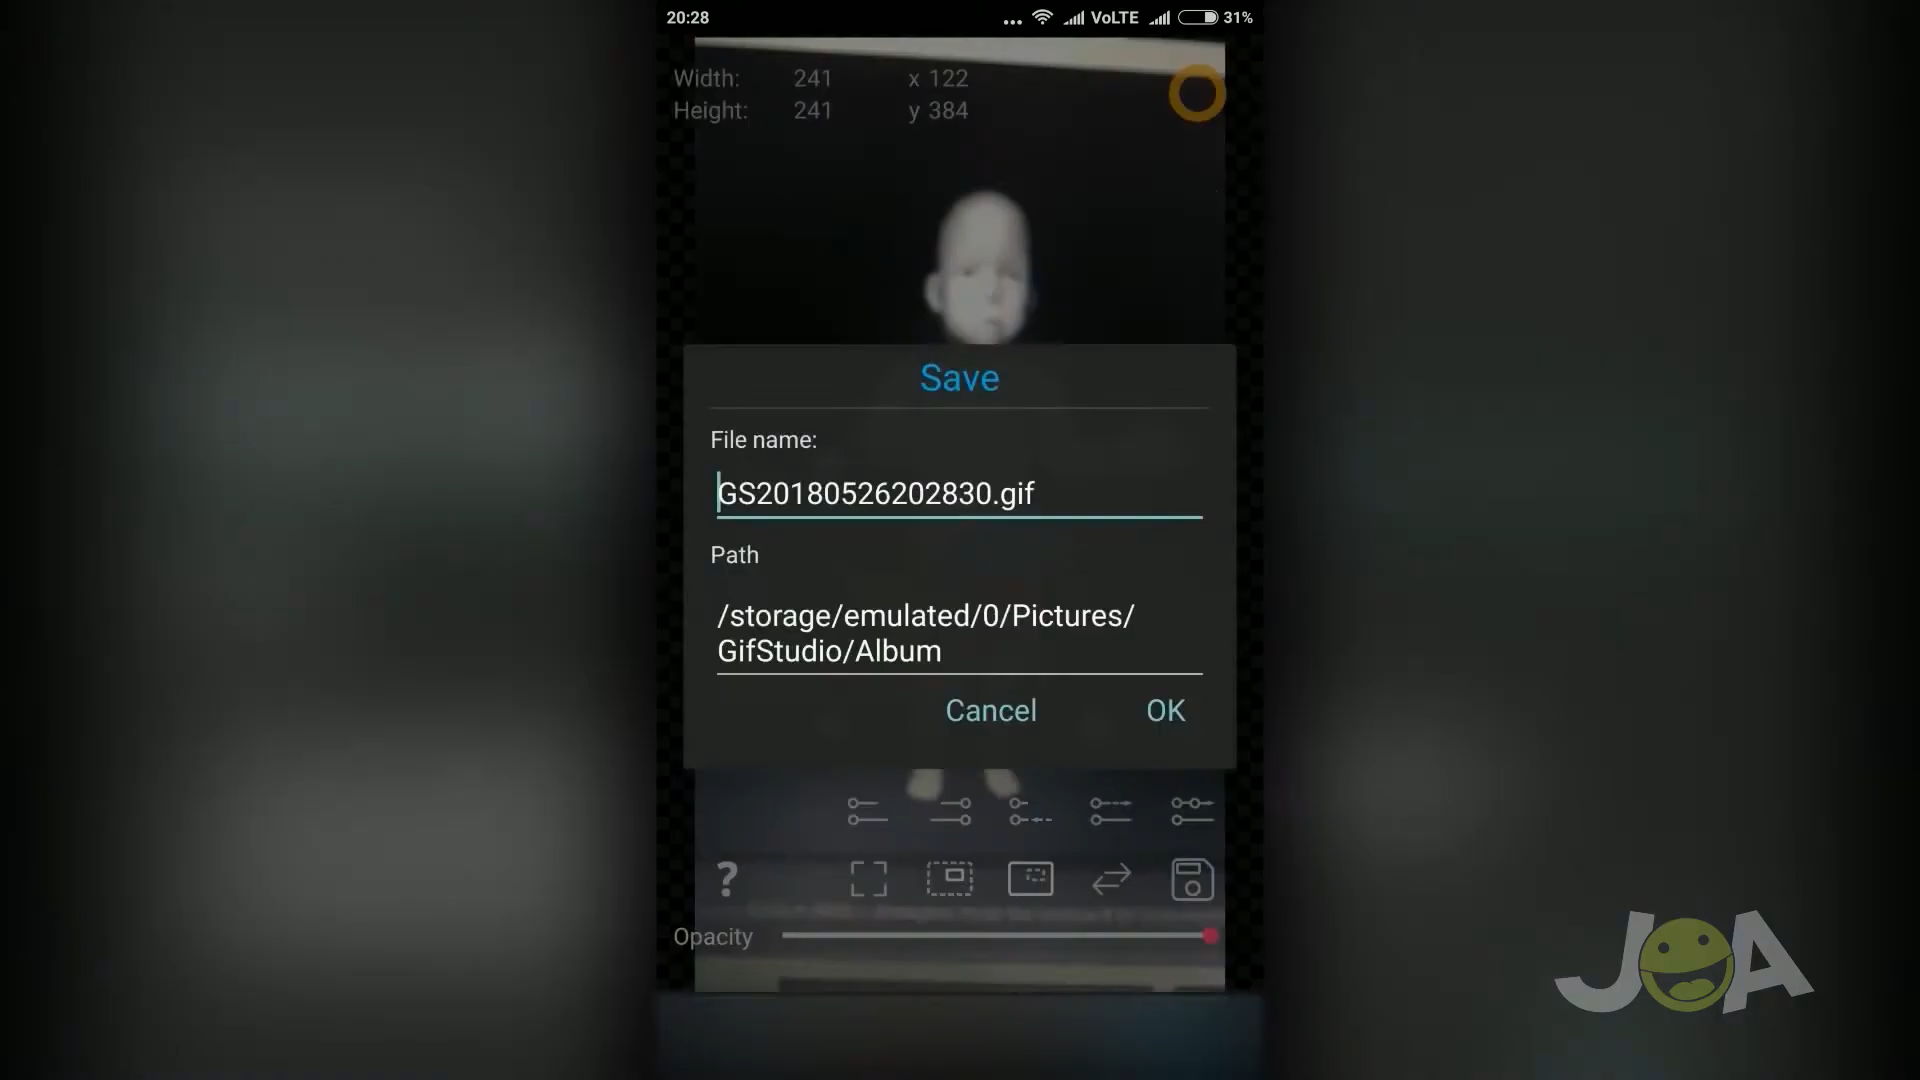 20:28
... VoLTE 31%
Width: 241 x 122
Height: 241 y 384
Save
File name:
GS20180526202830.gif
Path
/storage/emulated/0/Pictures/
GifStudio/Album
Cancel OK
?
Opacity
JOA